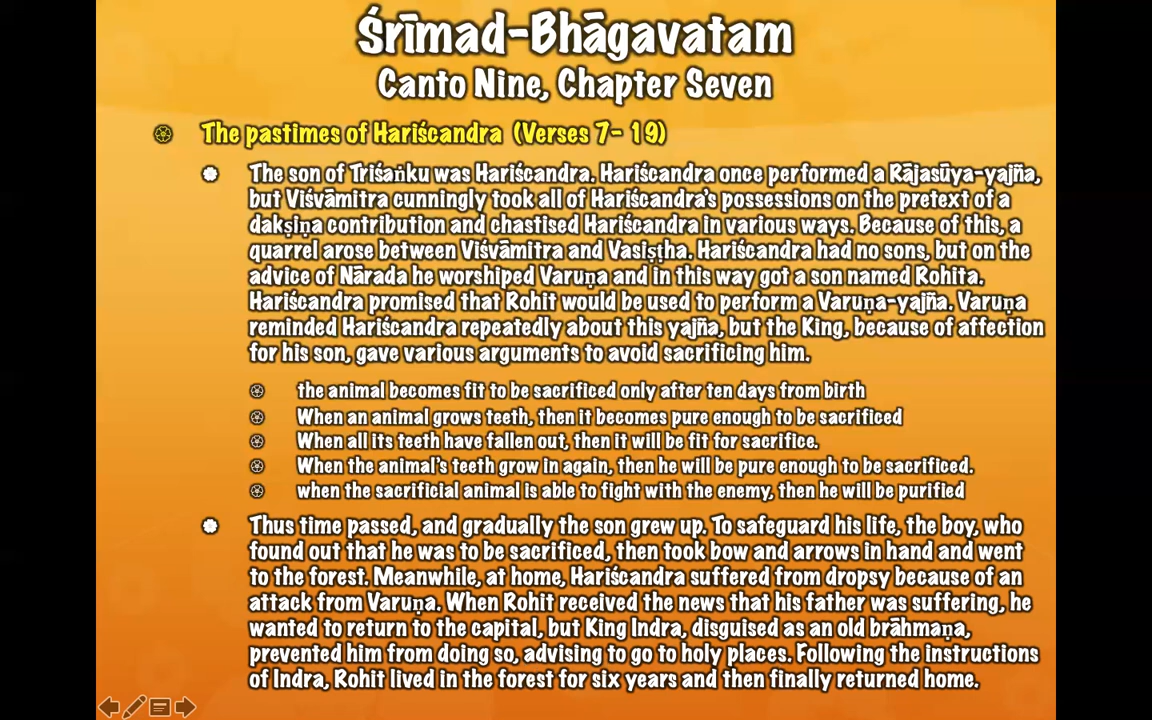 Śrīmad-Bhāgavatam
Canto Nine, Chapter Seven
The pastimes of Hariścandra (Verses 7- 19)
The son of Triśaṅku was Hariścandra. Hariścandra once performed a Rājasūya-yajña,
but Viśvāmitra cunningly took all of Hariścandra's possessions on the pretext of a
dakṣiṇa contribution and chastised Hariścandra in various ways. Because of this, a
quarrel arose between Viśvāmitra and Vasiṣṭha. Hariścandra had no sons, but on the
advice of Nārada he worshiped Varuṇa and in this way got a son named Rohita.
Hariścandra promised that Rohit would be used to perform a Varuṇa-yajña. Varuṇa
reminded Hariścandra repeatedly about this yajña, but the King, because of affection
for his son, gave various arguments to avoid sacrificing him.
the animal becomes fit to be sacrificed only after ten days from birth
When an animal grows teeth, then it becomes pure enough to be sacrificed
When all its teeth have fallen out, then it will be fit for sacrifice.
When the animal's teeth grow in again, then he will be pure enough to be sacrificed.
when the sacrificial animal is able to fight with the enemy, then he will be purified
Thus time passed, and gradually the son grew up. To safeguard his life, the boy, who
found out that he was to be sacrificed, then took bow and arrows in hand and went
to the forest. Meanwhile, at home, Hariścandra suffered from dropsy because of an
attack from Varuṇa. When Rohit received the news that his father was suffering, he
wanted to return to the capital, but King Indra, disguised as an old brāhmaṇa,
prevented him from doing so, advising to go to holy places. Following the instructions
of Indra, Rohit lived in the forest for six years and then finally returned home.